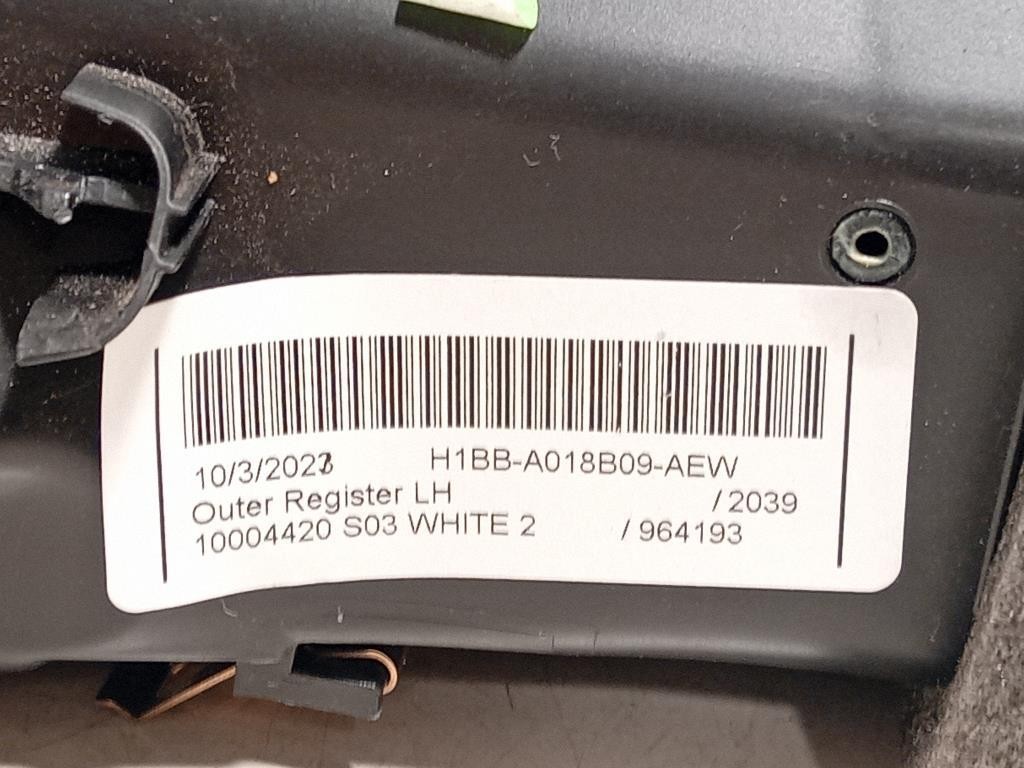 H1BB-A018B09-AEW
Outer Register LH /2039
10004420 S03 WHITE 2 /964193